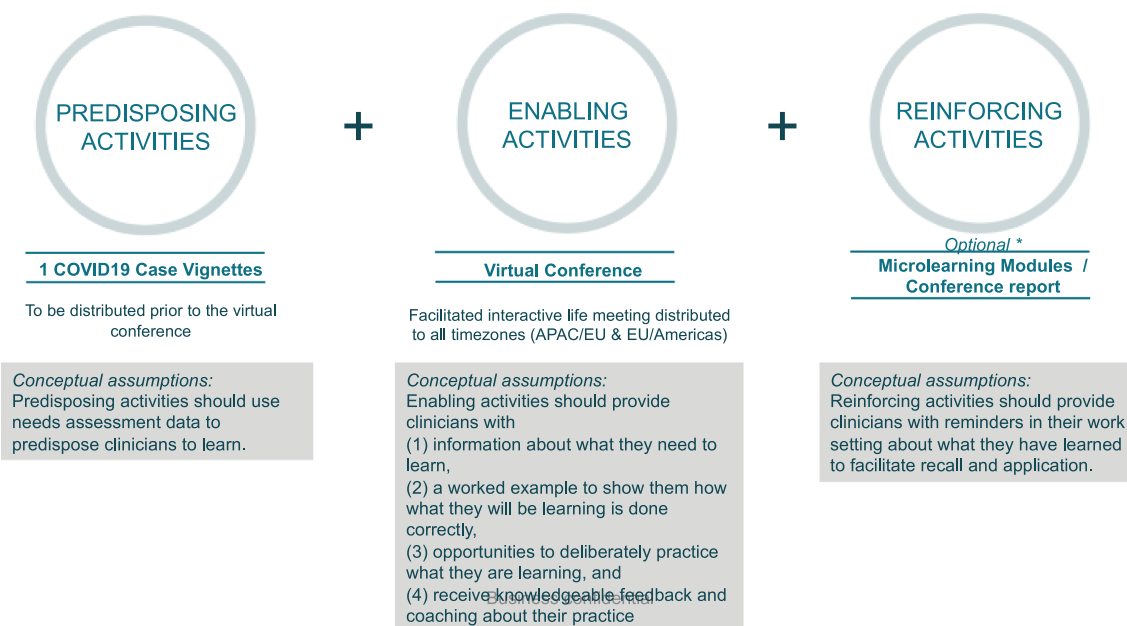 PREDISPOSING
ACTIVITIES
+
ENABLING
ACTIVITIES
+
REINFORCING
ACTIVITIES
1 COVID19 Case Vignettes
To be distributed prior to the virtual
conference
Conceptual assumptions:
Predisposing activities should use
needs assessment data to
predispose clinicians to learn.
Virtual Conference
Facilitated interactive life meeting distributed
to all timezones (APAC/EU & EU/Americas)
Conceptual assumptions:
Enabling activities should provide
clinicians with
(1) information about what they need to
learn,
(2) a worked example to show them how
what they will be learning is done
correctly,
(3) opportunities to deliberately practice
what they are learning, and
(4) receive knowledgeable feedback and
coaching about their practice
Business confidential
Optional *
Microlearning Modules /
Conference report
Conceptual assumptions:
Reinforcing activities should provide
clinicians with reminders in their work
setting about what they have learned
to facilitate recall and application.